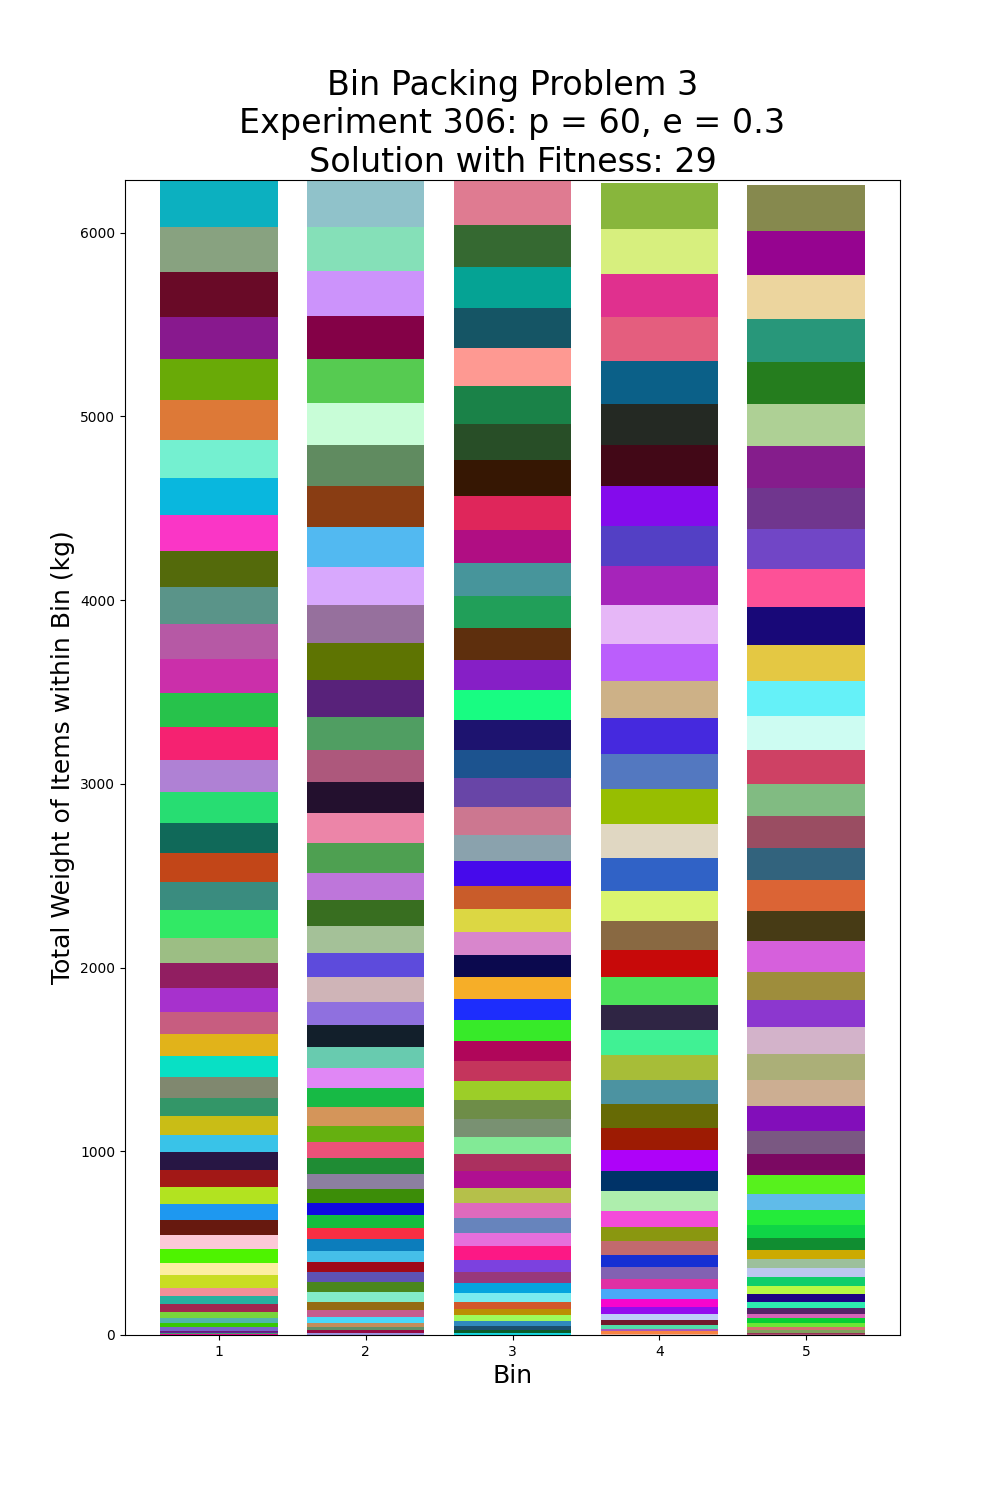 Bin Packing Problem 3
Experiment 306: p = 60, e = 0.3
Solution with Fitness: 29
Total Weight of Items within Bin (kg)
6000
5000
4000
3000
2000
1000
0
1 2 3 4 5
Bin